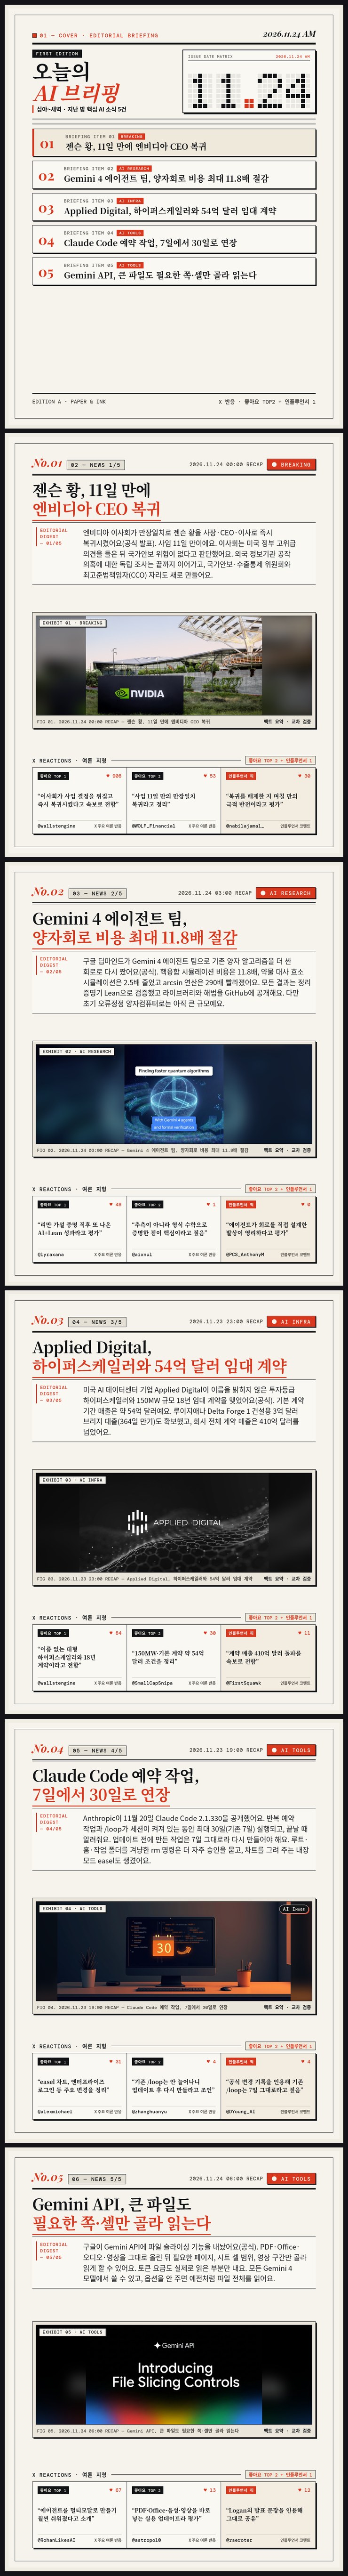 01 — COVER · EDITORIAL BRIEFING
2026.11.24 AM
FIRST EDITION
오늘의
AI 브리핑
심야~새벽 · 지난 밤 핵심 AI 소식 5건
ISSUE DATE MATRIX
2026.11.24 AM
11.24
01
BRIEFING ITEM 01 BREAKING
젠슨 황, 11일 만에 엔비디아 CEO 복귀
02
BRIEFING ITEM 02 AI RESEARCH
Gemini 4 에이전트 팀, 양자회로 비용 최대 11.8배 절감
03
BRIEFING ITEM 03 AI INFRA
Applied Digital, 하이퍼스케일러와 54억 달러 임대 계약
04
BRIEFING ITEM 04 AI TOOLS
Claude Code 예약 작업, 7일에서 30일로 연장
05
BRIEFING ITEM 05 AI TOOLS
Gemini API, 큰 파일도 필요한 쪽·셀만 골라 읽는다
EDITION A · PAPER & INK
X 반응 · 좋아요 TOP2 + 인플루언서 1
No.01
02 — NEWS 1/5
2026.11.24 00:00 RECAP
BREAKING
젠슨 황, 11일 만에
엔비디아 CEO 복귀
EDITORIAL
DIGEST
— 01/05
엔비디아 이사회가 만장일치로 젠슨 황을 사장·CEO·이사로 즉시
복귀시켰어요(공식 발표). 사임 11일 만이에요. 이사회는 미국 정부 고위급
의견을 들은 뒤 국가안보 위험이 없다고 판단했어요. 외국 정보기관 공작
의혹에 대한 독립 조사는 끝까지 이어가고, 국가안보·수출통제 위원회와
최고준법책임자(CCO) 자리도 새로 만들어요.
EXHIBIT 01 · BREAKING
NVIDIA
FIG 01. 2026.11.24 00:00 RECAP — 젠슨 황, 11일 만에 엔비디아 CEO 복귀
팩트 요약 · 교차 검증
X REACTIONS · 여론 지형
좋아요 TOP 2 + 인플루언서 1
좋아요 TOP 1
♥ 908
“이사회가 사임 결정을 뒤집고
즉시 복귀시켰다고 속보로 전함”
@wallstengine
X 주요 여론 반응
좋아요 TOP 2
♥ 53
“사임 11일 만의 만장일치
복귀라고 정리”
@WOLF_Financial
X 주요 여론 반응
인플루언서 픽
♥ 30
“복귀를 배제한 지 며칠 만의
극적 반전이라고 평가”
@nabilajamal_
인플루언서 코멘트
No.02
03 — NEWS 2/5
2026.11.24 03:00 RECAP
AI RESEARCH
Gemini 4 에이전트 팀,
양자회로 비용 최대 11.8배 절감
EDITORIAL
DIGEST
— 02/05
구글 딥마인드가 Gemini 4 에이전트 팀으로 기존 양자 알고리즘을 더 싼
회로로 다시 짰어요(공식). 핵융합 시뮬레이션 비용은 11.8배, 약물 대사 효소
시뮬레이션은 2.5배 줄었고 arcsin 연산은 290배 빨라졌어요. 모든 결과는 정리
증명기 Lean으로 검증했고 라이브러리와 해법을 GitHub에 공개해요. 다만
초기 오류정정 양자컴퓨터로는 아직 큰 규모예요.
EXHIBIT 02 · AI RESEARCH
Finding faster quantum algorithms
With Gemini 4 agents
and formal verification
FIG 02. 2026.11.24 03:00 RECAP — Gemini 4 에이전트 팀, 양자회로 비용 최대 11.8배 절감
팩트 요약 · 교차 검증
X REACTIONS · 여론 지형
좋아요 TOP 2 + 인플루언서 1
좋아요 TOP 1
“리만 가설 증명 직후 또 나온
AI+Lean 성과라고 평가”
@lyraxana
X 주요 여론 반응
좋아요 TOP 2
♥ 1
“추측이 아니라 형식 수학으로
증명한 점이 핵심이라고 짚음”
@aixnul
X 주요 여론 반응
인플루언서 픽
“에이전트가 회로를 직접 설계한
발상이 영리하다고 평가”
@PCS_AnthonyM
인플루언서 코멘트
No.03
04 — NEWS 3/5
2026.11.23 23:00 RECAP
AI INFRA
Applied Digital,
하이퍼스케일러와 54억 달러 임대 계약
EDITORIAL
DIGEST
— 03/05
미국 AI 데이터센터 기업 Applied Digital이 이름을 밝히지 않은 투자등급
하이퍼스케일러와 150MW 규모 18년 임대 계약을 맺었어요(공식). 기본 계약
기간 매출은 약 54억 달러예요. 루이지애나 Delta Forge 1 건설용 3억 달러
브리지 대출(364일 만기)도 확보했고, 회사 전체 계약 매출은 410억 달러를
넘었어요.
EXHIBIT 03 · AI INFRA
APPLIED DIGITAL
FIG 03. 2026.11.23 23:00 RECAP — Applied Digital, 하이퍼스케일러와 54억 달러 임대 계약
팩트 요약 · 교차 검증
X REACTIONS · 여론 지형
좋아요 TOP 2 + 인플루언서 1
좋아요 TOP 1
♥ 84
“이름 없는 대형
하이퍼스케일러와 18년
계약이라고 전함”
@wallstengine
X 주요 여론 반응
좋아요 TOP 2
♥ 30
“150MW·기본 계약 약 54억
달러 조건을 정리”
@SmallCapSnipa
X 주요 여론 반응
인플루언서 픽
♥ 11
“계약 매출 410억 달러 돌파를
속보로 전함”
@FirstSquawk
인플루언서 코멘트
No.04
05 — NEWS 4/5
2026.11.23 19:00 RECAP
AI TOOLS
Claude Code 예약 작업,
7일에서 30일로 연장
EDITORIAL
DIGEST
— 04/05
Anthropic이 11월 20일 Claude Code 2.1.330을 공개했어요. 반복 예약
작업과 /loop가 세션이 켜져 있는 동안 최대 30일(기존 7일) 실행되고, 끝날 때
알려줘요. 업데이트 전에 만든 작업은 7일 그대로라 다시 만들어야 해요. 루트·
홈·작업 폴더를 겨냥한 rm 명령은 더 자주 승인을 묻고, 차트를 그려 주는 내장
모드 easel도 생겼어요.
EXHIBIT 04 · AI TOOLS
30
FIG 04. 2026.11.23 19:00 RECAP — Claude Code 예약 작업, 7일에서 30일로 연장
팩트 요약 · 교차 검증
X REACTIONS · 여론 지형
좋아요 TOP 2 + 인플루언서 1
좋아요 TOP 1
♥ 31
“easel 차트, 엔터프라이즈
로그인 등 주요 변경을 정리”
@alexmichael
X 주요 여론 반응
좋아요 TOP 2
♥ 4
“기존 /loop는 안 늘어나니
업데이트 후 다시 만들라고 조언”
@zhanghuanyu
X 주요 여론 반응
인플루언서 픽
♥ 4
“공식 변경 기록을 인용해 기존
/loop는 7일 그대로라고 짚음”
@DYoung_AI
인플루언서 코멘트
No.05
06 — NEWS 5/5
2026.11.24 06:00 RECAP
AI TOOLS
Gemini API, 큰 파일도
필요한 쪽·셀만 골라 읽는다
EDITORIAL
DIGEST
— 05/05
구글이 Gemini API에 파일 슬라이싱 기능을 내놨어요(공식). PDF·Office·
오디오·영상을 그대로 올린 뒤 필요한 페이지, 시트 셀 범위, 영상 구간만 골라
읽게 할 수 있어요. 토큰 요금도 실제로 읽은 부분만 내요. 모든 Gemini 4
모델에서 쓸 수 있고, 옵션을 안 주면 예전처럼 파일 전체를 읽어요.
EXHIBIT 05 · AI TOOLS
Gemini API
Introducing
File Slicing Controls
FIG 05. 2026.11.24 06:00 RECAP — Gemini API, 큰 파일도 필요한 쪽·셀만 골라 읽는다
팩트 요약 · 교차 검증
X REACTIONS · 여론 지형
좋아요 TOP 2 + 인플루언서 1
좋아요 TOP 1
♥ 87
“에이전트를 멀티모달로 만들기
훨씬 쉬워졌다고 소개”
@RohanLikesAI
X 주요 여론 반응
좋아요 TOP 2
♥ 13
“PDF·Office·음성·영상을 바로
넣는 실용 업데이트라 평가”
@astropol0
X 주요 여론 반응
인플루언서 픽
♥ 12
“Logan의 발표 문장을 인용해
그대로 공유”
@rseroter
인플루언서 코멘트